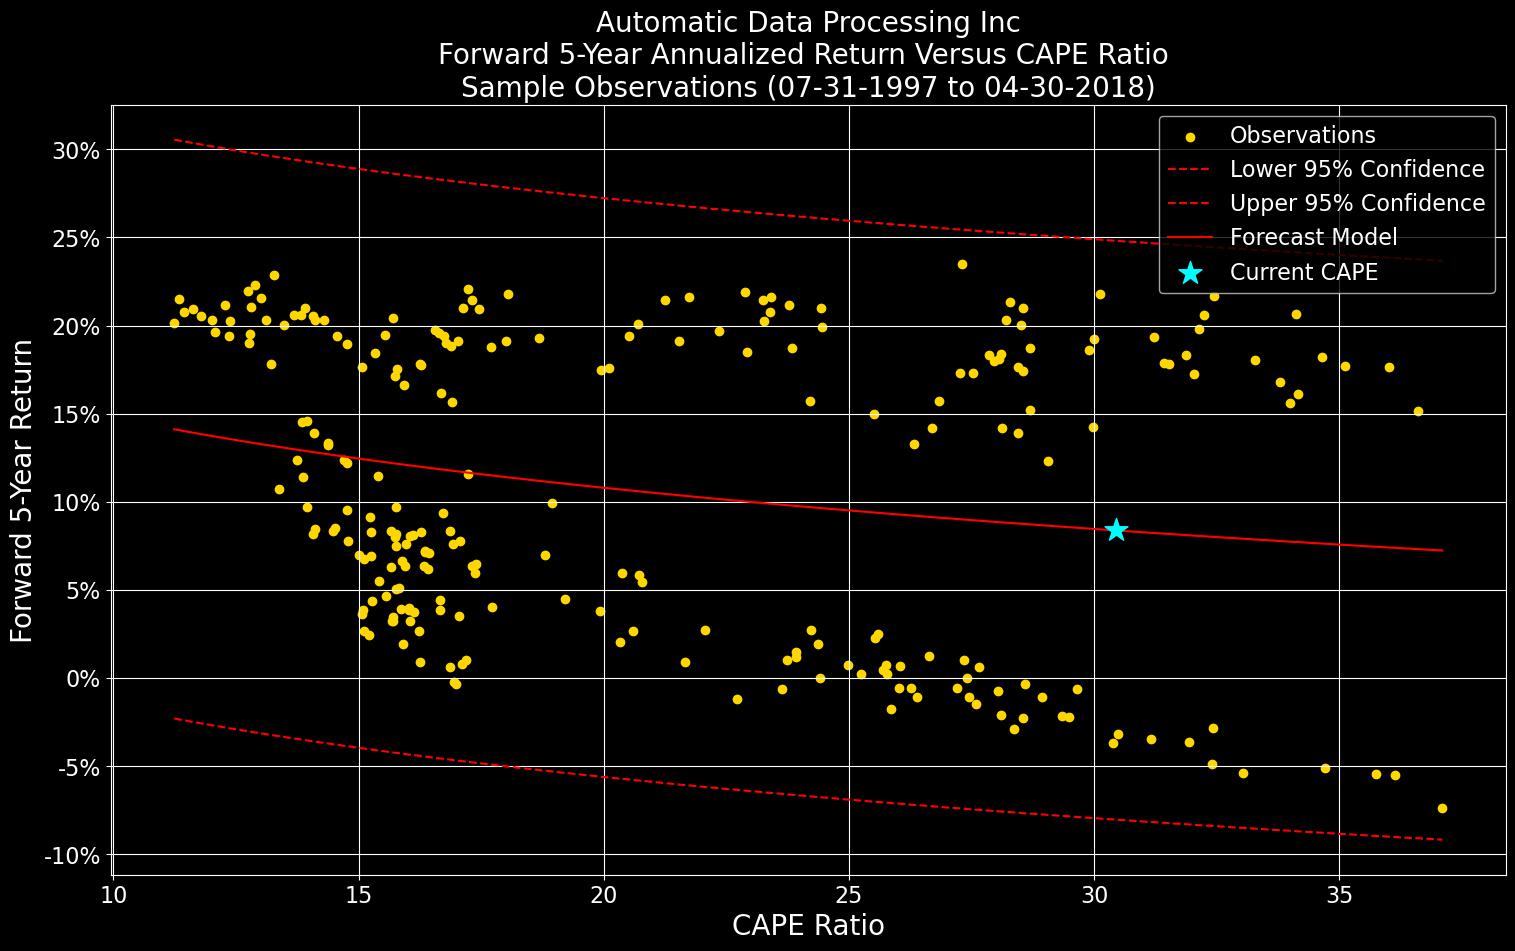 Automatic Data Processing Inc
Forward 5-Year Annualized Return Versus CAPE Ratio
Sample Observations (07-31-1997 to 04-30-2018)
Observations
Lower 95% Confidence
Upper 95% Confidence
Forecast Model
Current CAPE
Forward 5-Year Return
30%
25%
20%
15%
10%
5%
0%
-5%
-10%
10 15 20 25 30 35
CAPE Ratio